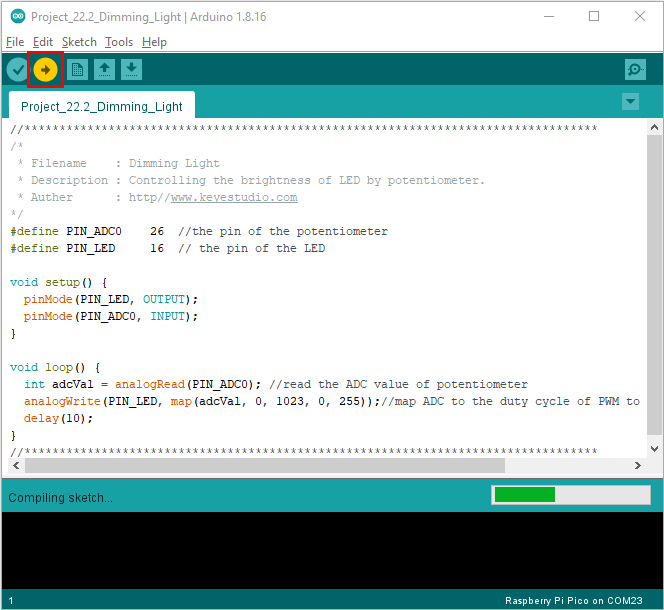 Project_22.2_Dimming_Light | Arduino 1.8.16
File Edit Sketch Tools Help
Project_22.2_Dimming_Light
//**********************************************************************************
/*
 * Filename    : Dimming Light
 * Description : Controlling the brightness of LED by potentiometer.
 * Auther      : http//www.keyestudio.com
*/
#define PIN_ADC0    26  //the pin of the potentiometer
#define PIN_LED     16  // the pin of the LED
void setup() {
  pinMode(PIN_LED, OUTPUT);
  pinMode(PIN_ADC0, INPUT);
}
void loop() {
  int adcVal = analogRead(PIN_ADC0); //read the ADC value of potentiometer
  analogWrite(PIN_LED, map(adcVal, 0, 1023, 0, 255));//map ADC to the duty cycle of PWM to
  delay(10);
}
//**********************************************************************************
Compiling sketch...
1 Raspberry Pi Pico on COM23